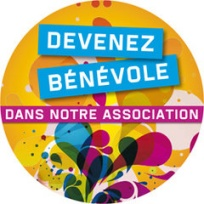 DEVENEZ
BÉNÉVOLE
DANS NOTRE ASSOCIATION